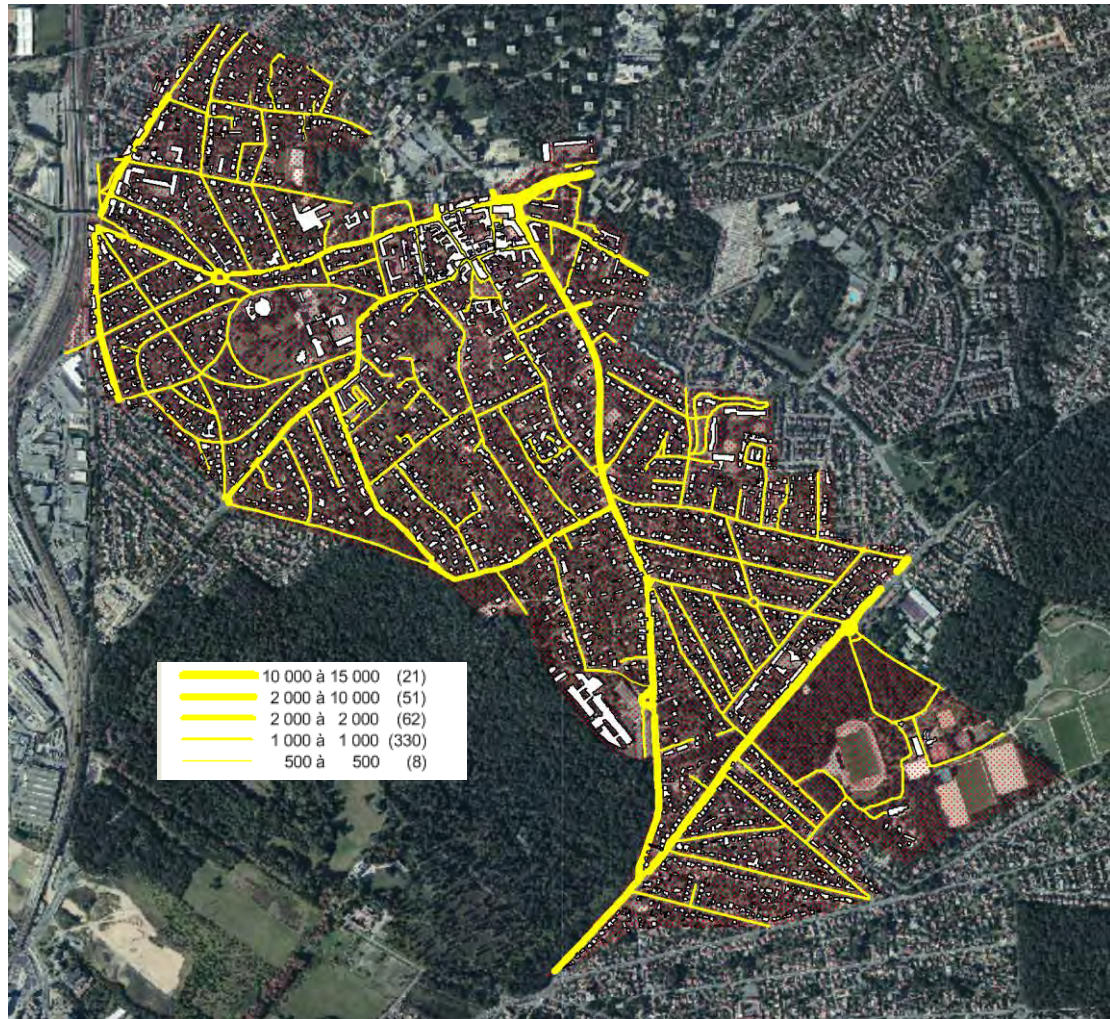 10 000 à 15 000 (21)
2 000 à 10 000 (51)
2 000 à 2 000 (62)
1 000 à 1 000 (330)
500 à 500 (8)